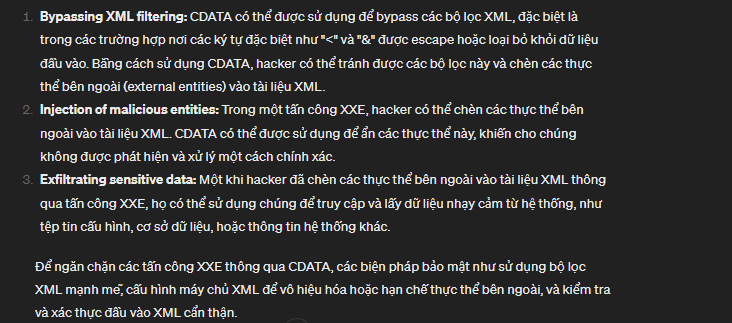 1. Bypassing XML filtering: CDATA có thể được sử dụng để bypass các bộ lọc XML, đặc biệt là
trong các trường hợp nơi các ký tự đặc biệt như "<" và "&" được escape hoặc loại bỏ khỏi dữ liệu
đầu vào. Bằng cách sử dụng CDATA, hacker có thể tránh được các bộ lọc này và chèn các thực
thể bên ngoài (external entities) vào tài liệu XML.
2. Injection of malicious entities: Trong một tấn công XXE, hacker có thể chèn các thực thể bên
ngoài vào tài liệu XML. CDATA có thể được sử dụng để ẩn các thực thể này, khiến cho chúng
không được phát hiện và xử lý một cách chính xác.
3. Exfiltrating sensitive data: Một khi hacker đã chèn các thực thể bên ngoài vào tài liệu XML thông
qua tấn công XXE, họ có thể sử dụng chúng để truy cập và lấy dữ liệu nhạy cảm từ hệ thống, như
tệp tin cấu hình, cơ sở dữ liệu, hoặc thông tin hệ thống khác.
Để ngăn chặn các tấn công XXE thông qua CDATA, các biện pháp bảo mật như sử dụng bộ lọc
XML mạnh mẽ, cấu hình máy chủ XML để vô hiệu hóa hoặc hạn chế thực thể bên ngoài, và kiểm tra
và xác thực đầu vào XML cẩn thận.